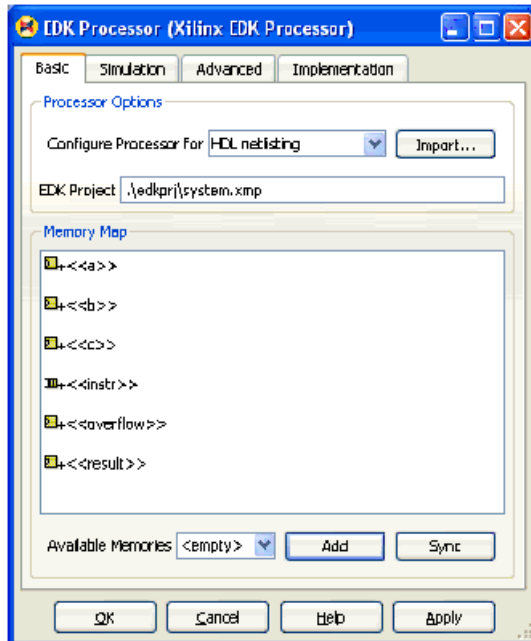 EDK Processor (Xilinx EDK Processor)
Basic Simulation Advanced Implementation
Processor Options
Configure Processor for HDL netlisting Import...
EDK Project .\edkprj\system.xmp
Memory Map
<<a>>
<<b>>
<<c>>
<<instr>>
<<overflow>>
<<result>>
Available Memories <empty> Add Sync
OK Cancel Help Apply